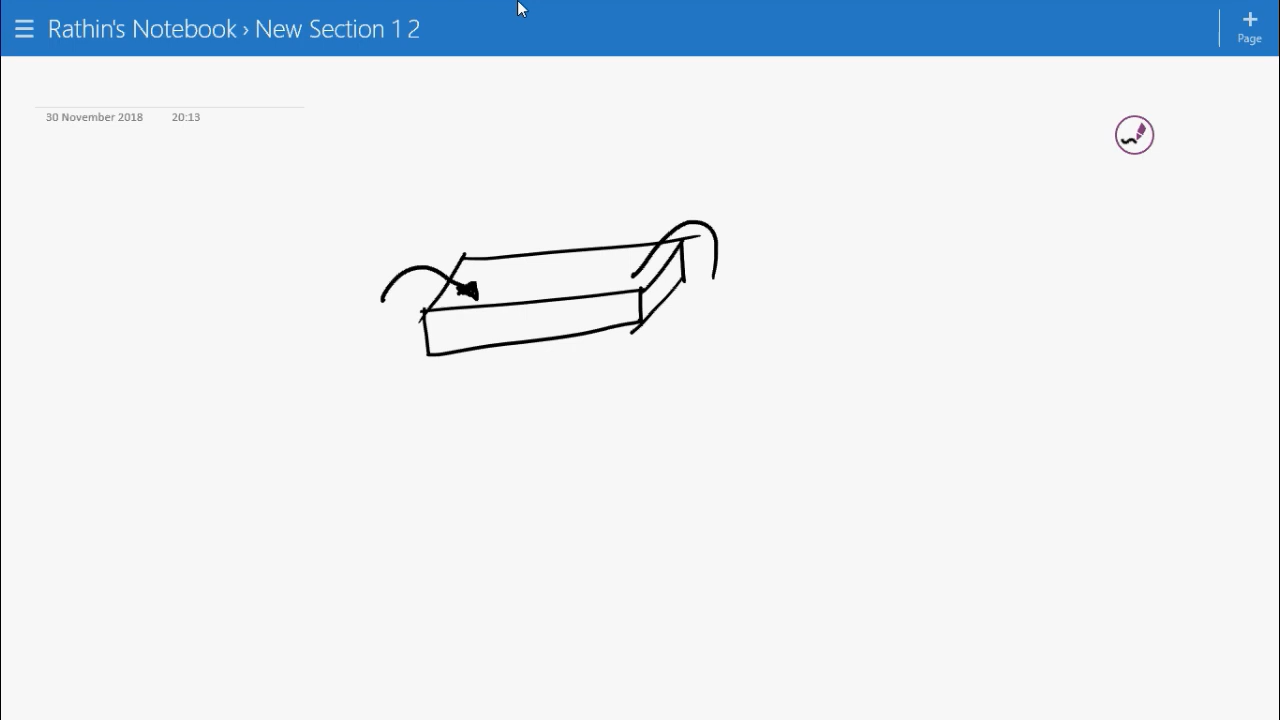 Rathin's Notebook › New Section 1 2
Page
30 November 2018 20:13